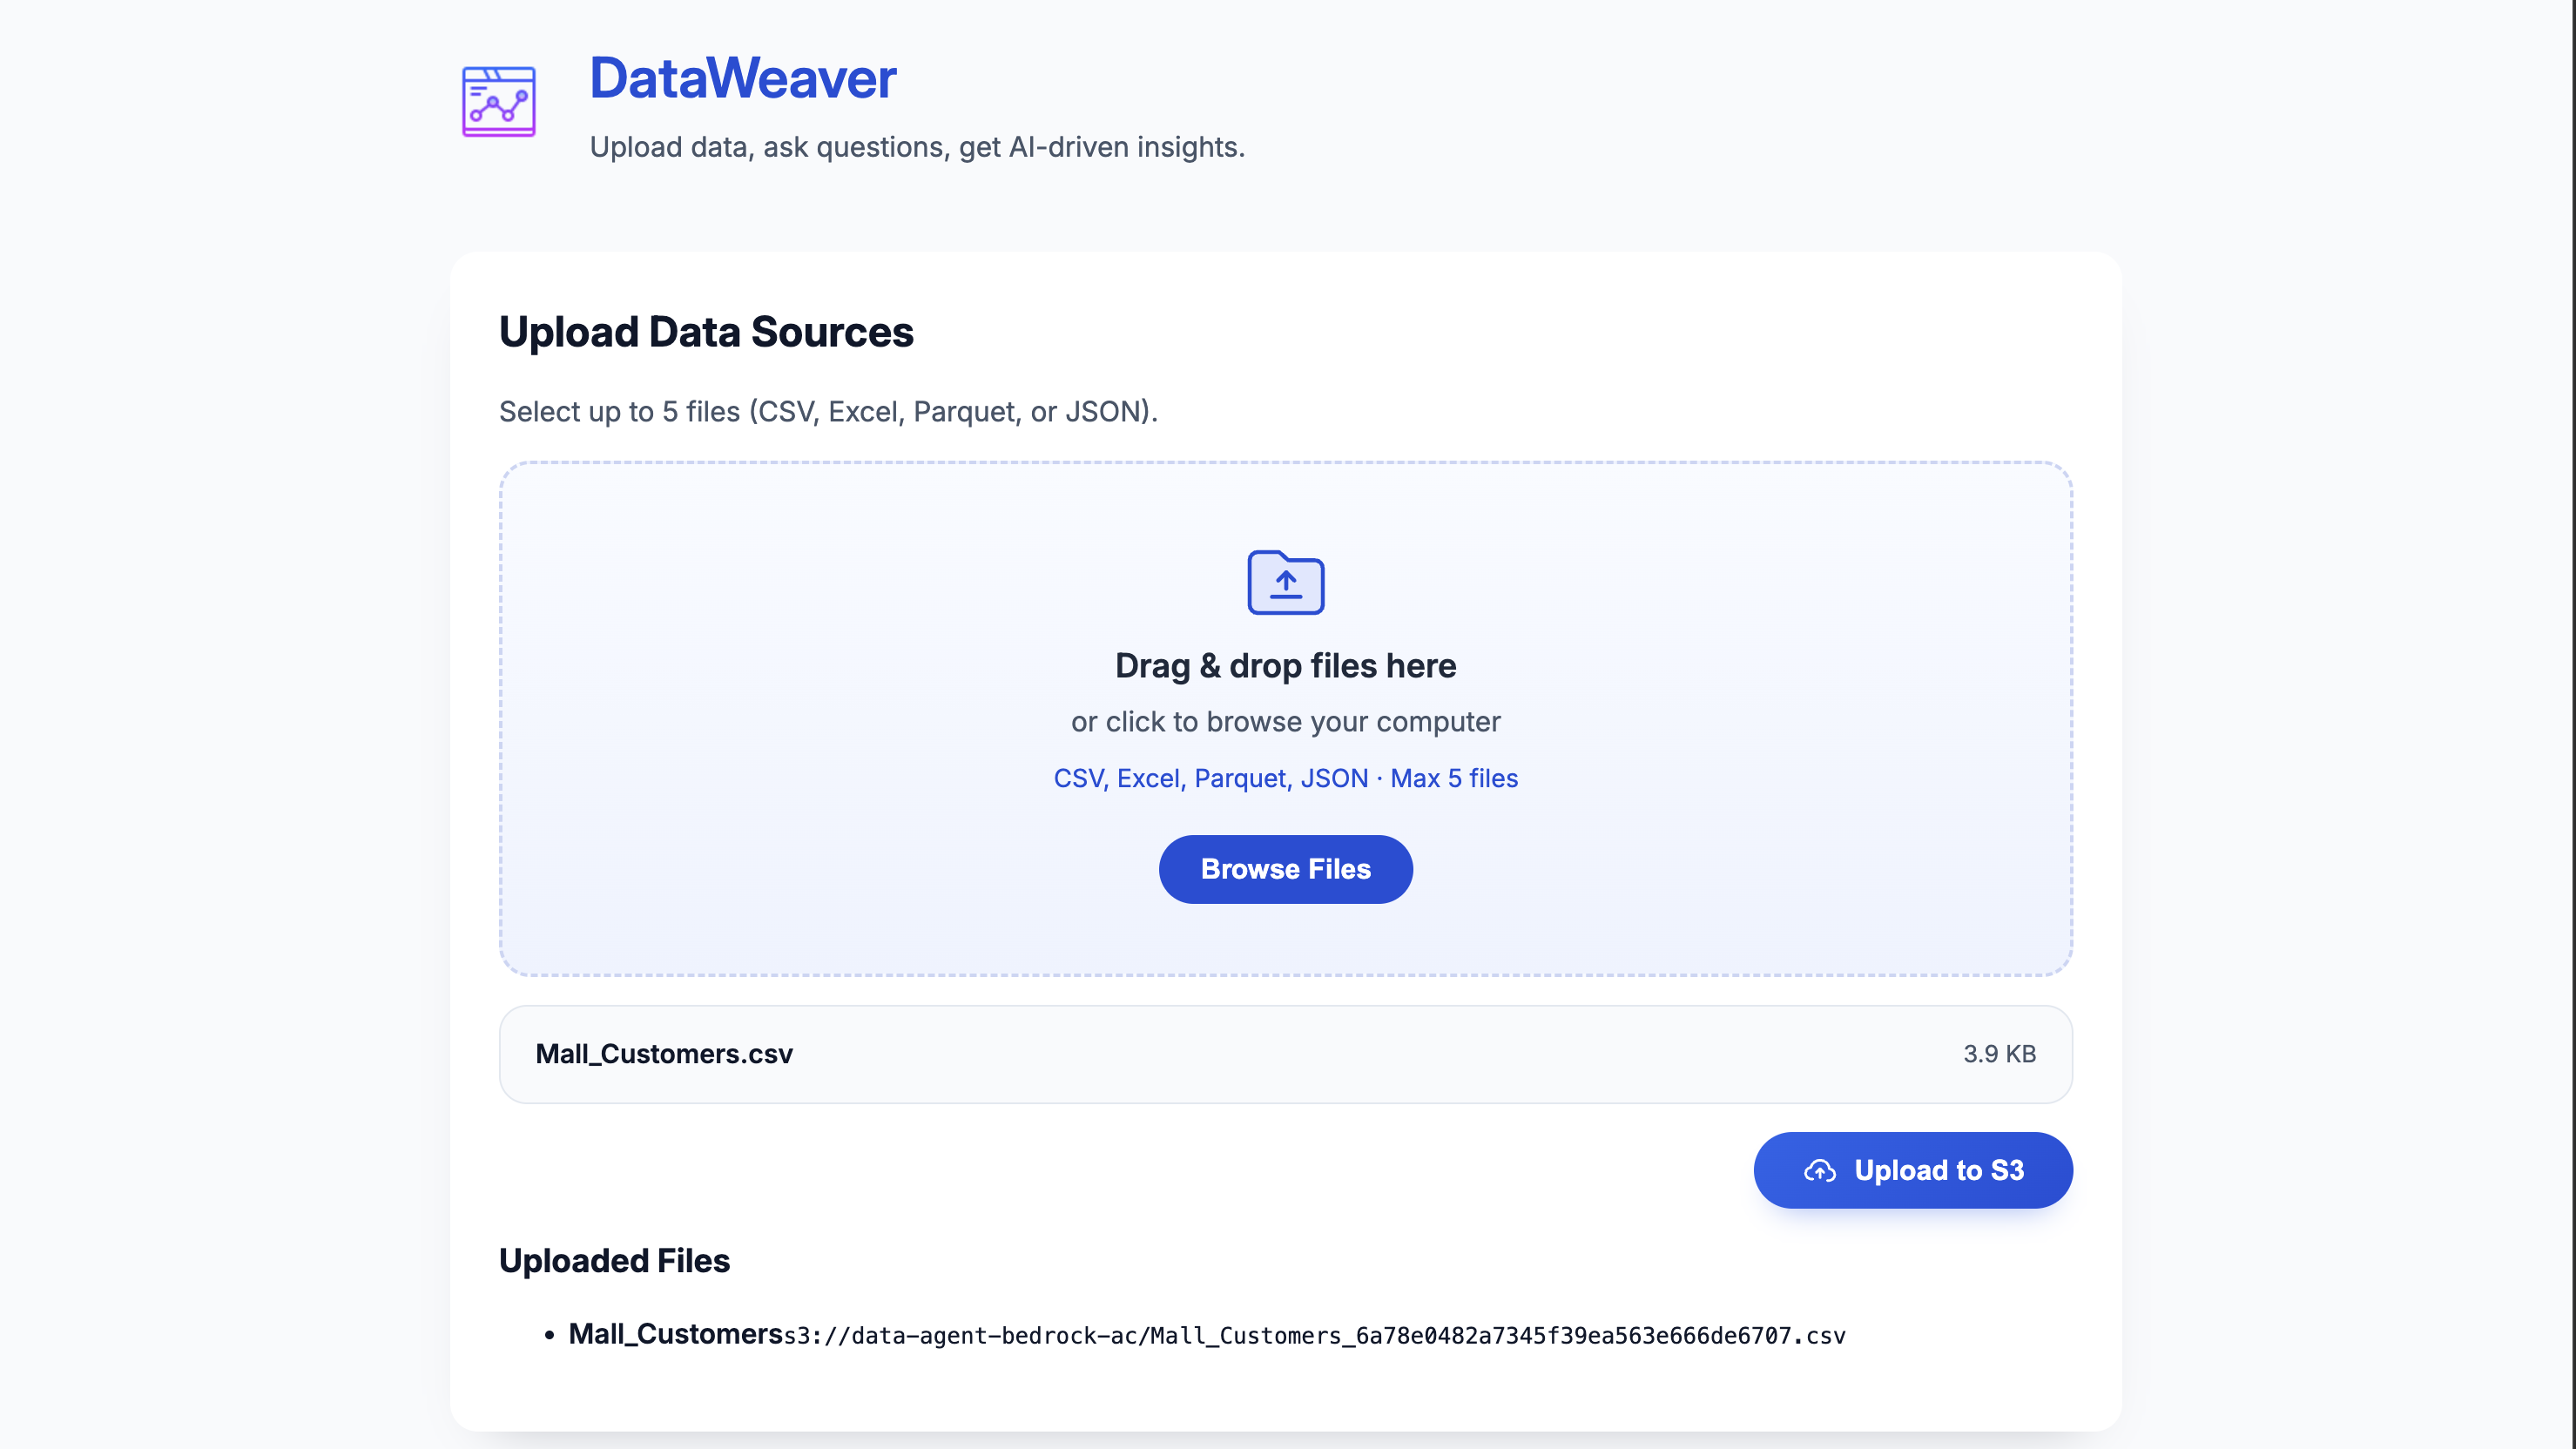 DataWeaver
Upload data, ask questions, get AI-driven insights.
Upload Data Sources
Select up to 5 files (CSV, Excel, Parquet, or JSON).
Drag & drop files here
or click to browse your computer
CSV, Excel, Parquet, JSON · Max 5 files
Browse Files
Mall_Customers.csv 3.9 KB
Upload to S3
Uploaded Files
• Mall_Customerss3://data-agent-bedrock-ac/Mall_Customers_6a78e0482a7345f39ea563e666de6707.csv